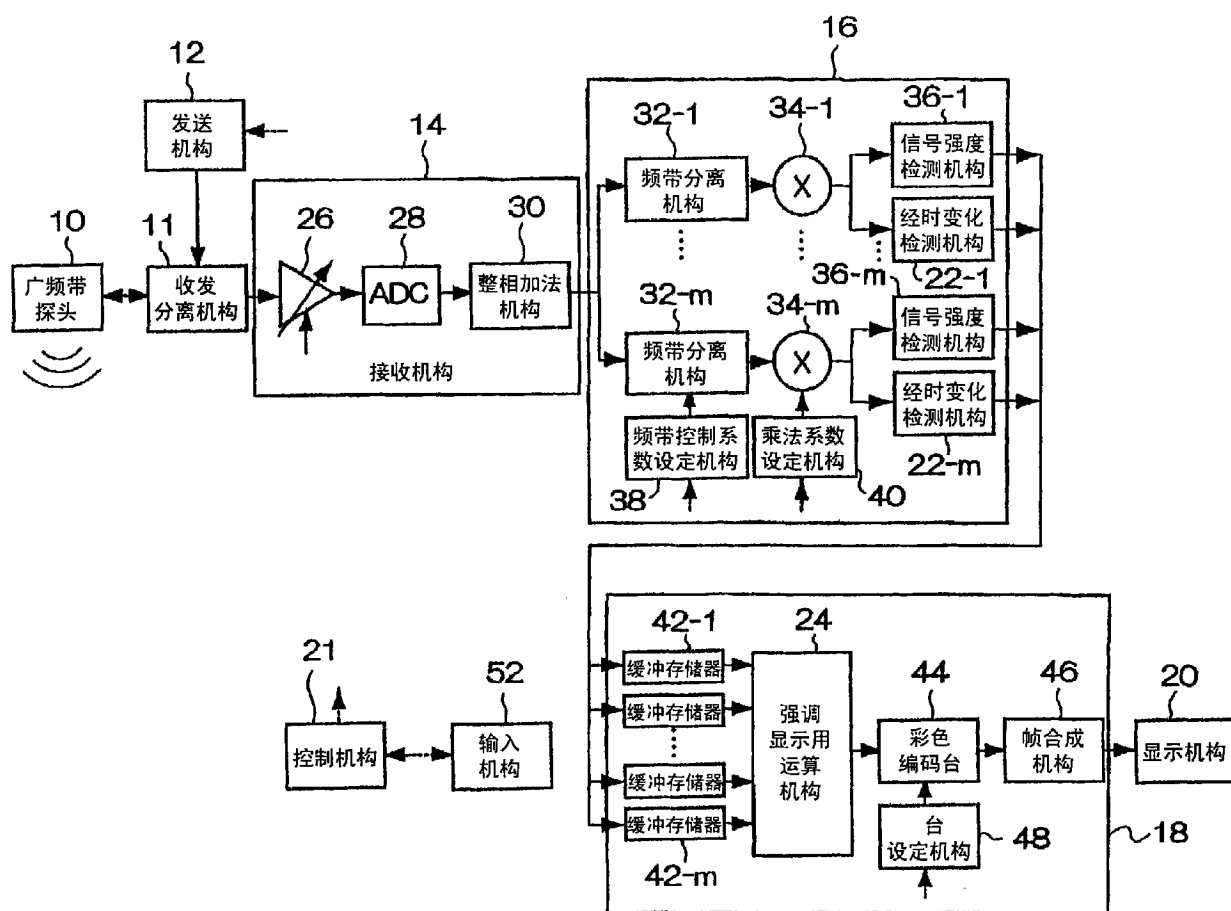 12
发送
机构
10
广频带
探头
11
收发
分离机构
14
26
28
ADC
30
整相加法
机构
接收机构
16
32-1
频带分离
机构
34-1
X
36-1
信号强度
检测机构
经时变化
检测机构
22-1
32-m
频带分离
机构
34-m
X
36-m
信号强度
检测机构
经时变化
检测机构
22-m
频带控制系
数设定机构
38
乘法系数
设定机构
40
21
控制机构
52
输入
机构
42-1
缓冲存储器
缓冲存储器
缓冲存储器
缓冲存储器
42-m
24
强调
显示用
运算
机构
44
彩色
编码台
46
帧合成
机构
20
显示机构
台
设定机构
48
18